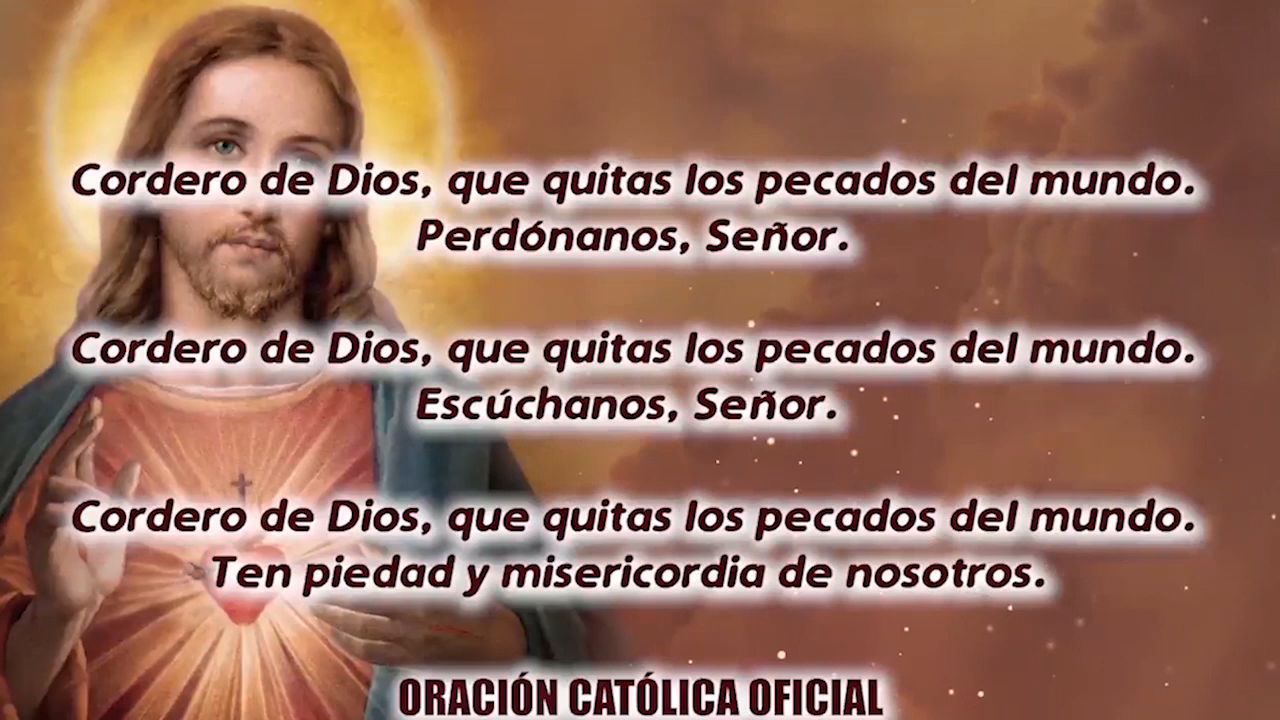 Cordero de Dios, que quitas los pecados del mundo.
Perdónanos, Señor.
Cordero de Dios, que quitas los pecados del mundo.
Escúchanos, Señor.
Cordero de Dios, que quitas los pecados del mundo.
Ten piedad y misericordia de nosotros.
ORACIÓN CATÓLICA OFICIAL